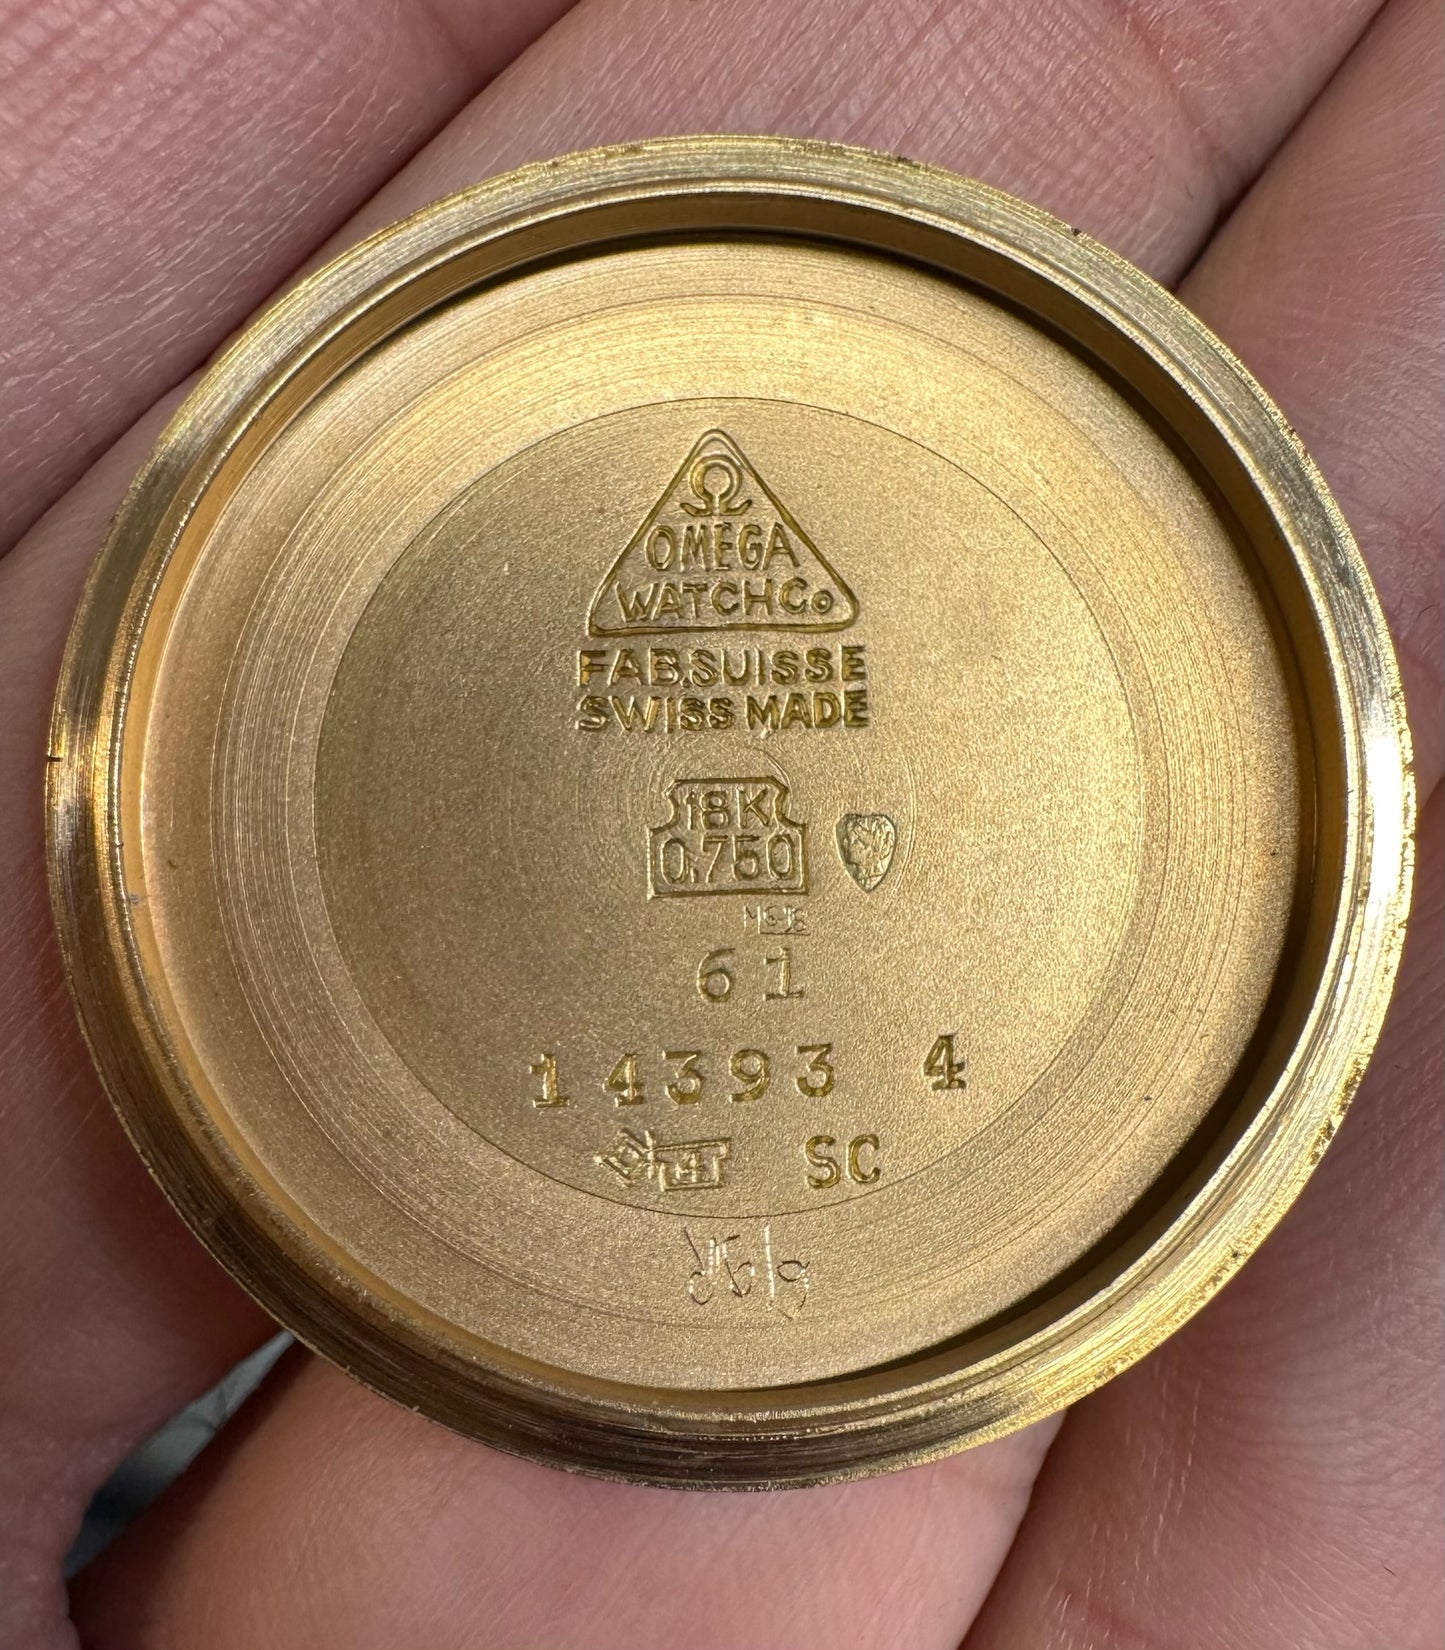 Ω
OMEGA
WATCH Co
FAB. SUISSE
SWISS MADE
18K
0.750
61
14393 4
SC